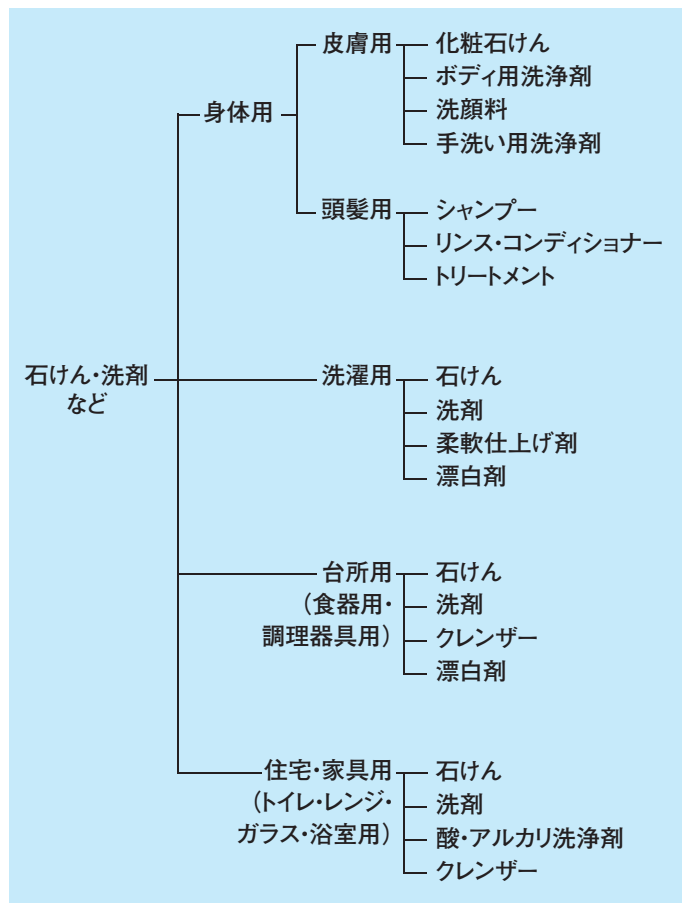 石けん・洗剤
など
身体用
皮膚用
化粧石けん
ボディ用洗浄剤
洗顔料
手洗い用洗浄剤
頭髪用
シャンプー
リンス・コンディショナー
トリートメント
洗濯用
石けん
洗剤
柔軟仕上げ剤
漂白剤
台所用
(食器用・
調理器具用)
石けん
洗剤
クレンザー
漂白剤
住宅・家具用
(トイレ・レンジ・
ガラス・浴室用)
石けん
洗剤
酸・アルカリ洗浄剤
クレンザー